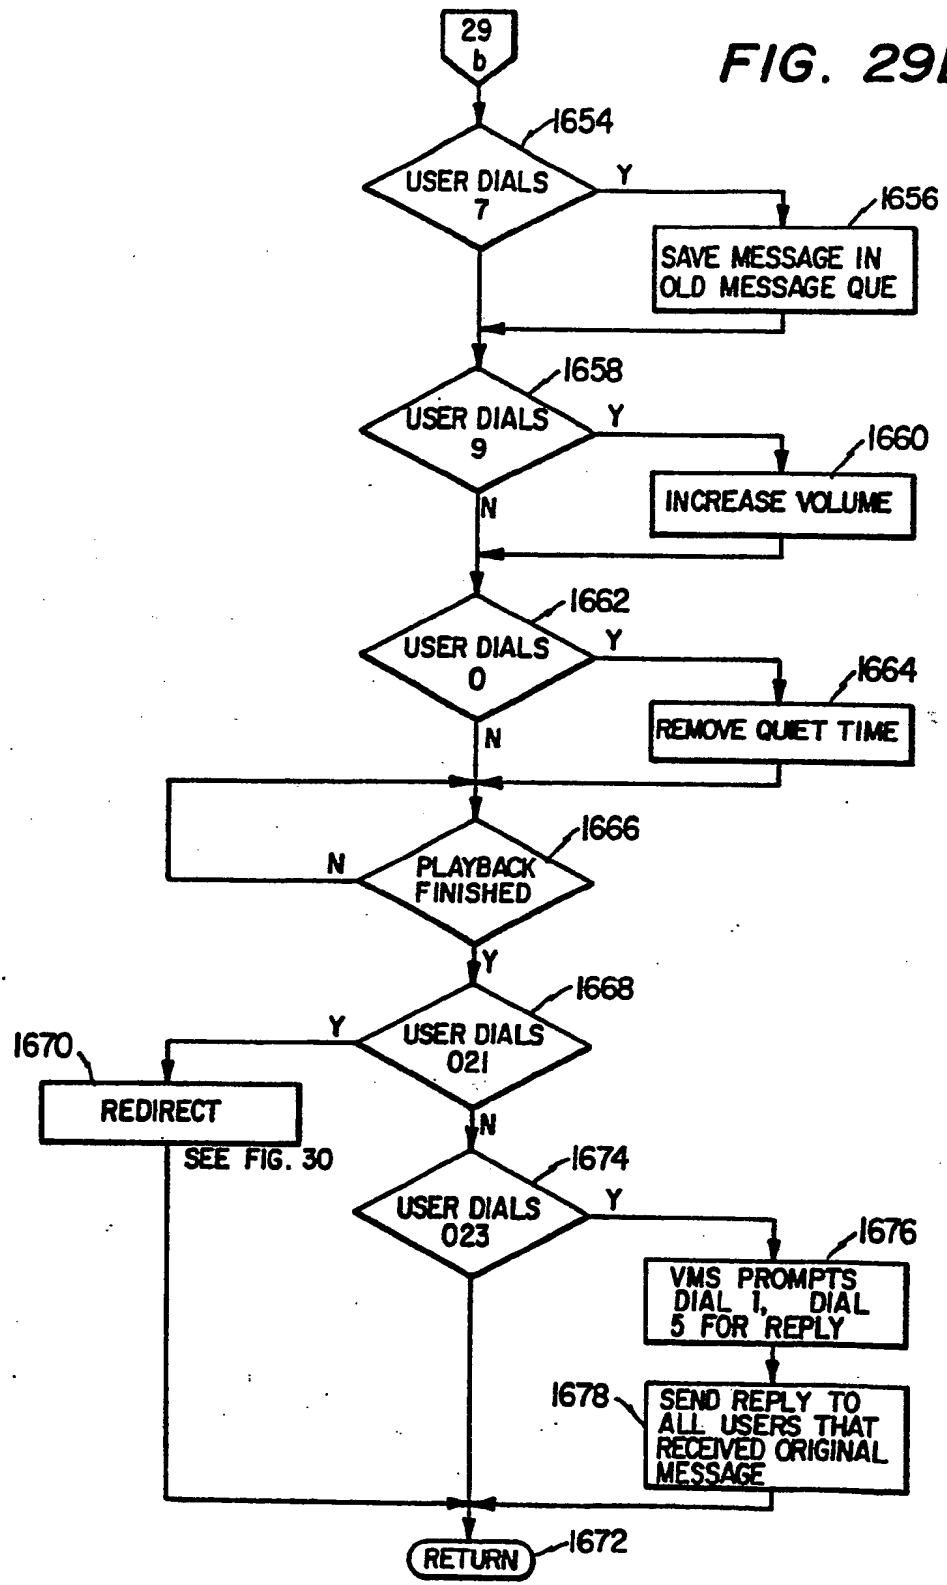 29
b
FIG. 29b
1654
USER DIALS
7
Y
1656
SAVE MESSAGE IN
OLD MESSAGE QUE
1658
USER DIALS
9
Y
1660
INCREASE VOLUME
N
1662
USER DIALS
0
Y
1664
REMOVE QUIET TIME
N
1666
PLAYBACK
FINISHED
N
Y
1668
USER DIALS
021
Y
1670
REDIRECT
SEE FIG. 30
N
1674
USER DIALS
023
Y
1676
VMS PROMPTS
DIAL 1, DIAL
5 FOR REPLY
1678
SEND REPLY TO
ALL USERS THAT
RECEIVED ORIGINAL
MESSAGE
RETURN
1672